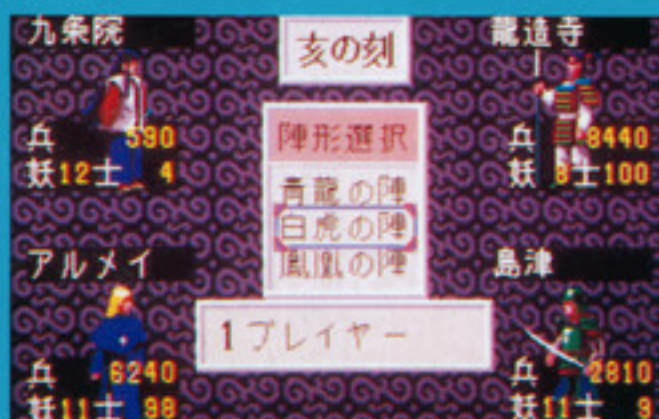 九条院
兵 590
妖12士 4
亥の刻
龍造寺
兵 8440
妖 8士100
陣形選択
青龍の陣
白虎の陣
鳳凰の陣
アルメイ
兵 6240
妖11士 98
1プレイヤー
島津
兵 2810
妖11士 9